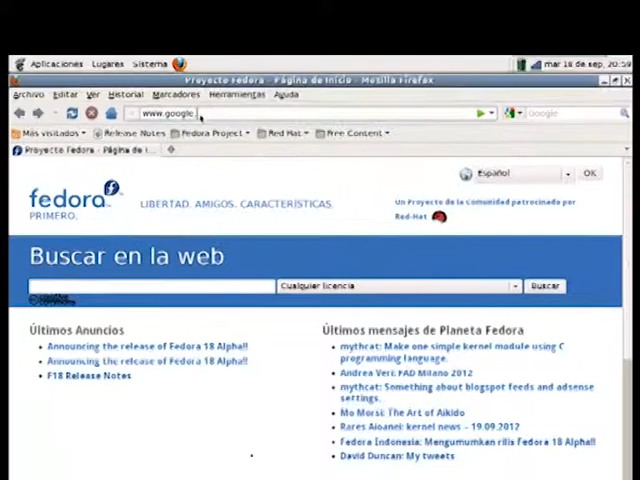 Aplicaciones Lugares Sistema mar 18 de sep, 20:59
Proyecto Fedora - Página de Inicio - Mozilla Firefox
Archivo Editar Ver Historial Marcadores Herramientas Ayuda
www.google. Google
Más visitados Release Notes Fedora Project Red Hat Free Content
Proyecto Fedora - Página de I...
fedora
PRIMERO.
LIBERTAD. AMIGOS. CARACTERÍSTICAS.
Español OK
Un Proyecto de la Comunidad patrocinado por
Red-Hat
Buscar en la web
Cualquier licencia Buscar
creative commons
Últimos Anuncios
Announcing the release of Fedora 18 Alpha!!
Announcing the release of Fedora 18 Alpha!!
F18 Release Notes
Últimos mensajes de Planeta Fedora
mythcat: Make one simple kernel module using C
programming language.
Andrea Veri: FAD Milano 2012
mythcat: Something about blogspot feeds and adsense
settings.
Mo Morsi: The Art of Aikido
Rares Aioanei: kernel news – 19.09.2012
Fedora Indonesia: Mengumumkan rilis Fedora 18 Alpha!!
David Duncan: My tweets